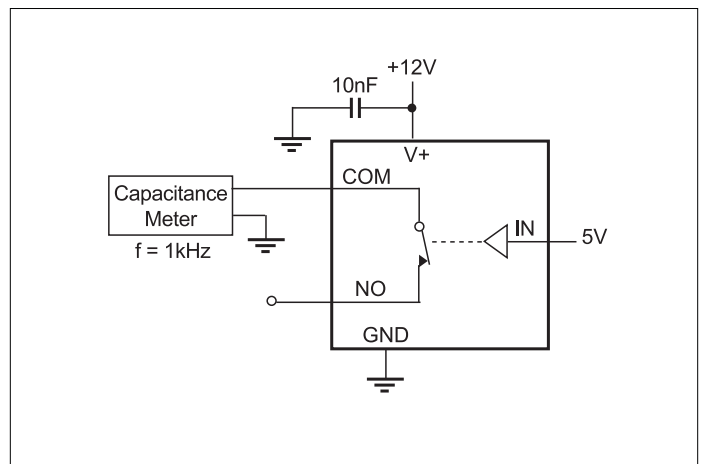 +12V
10nF
V+
COM
Capacitance
Meter
f = 1kHz
IN
5V
NO
GND